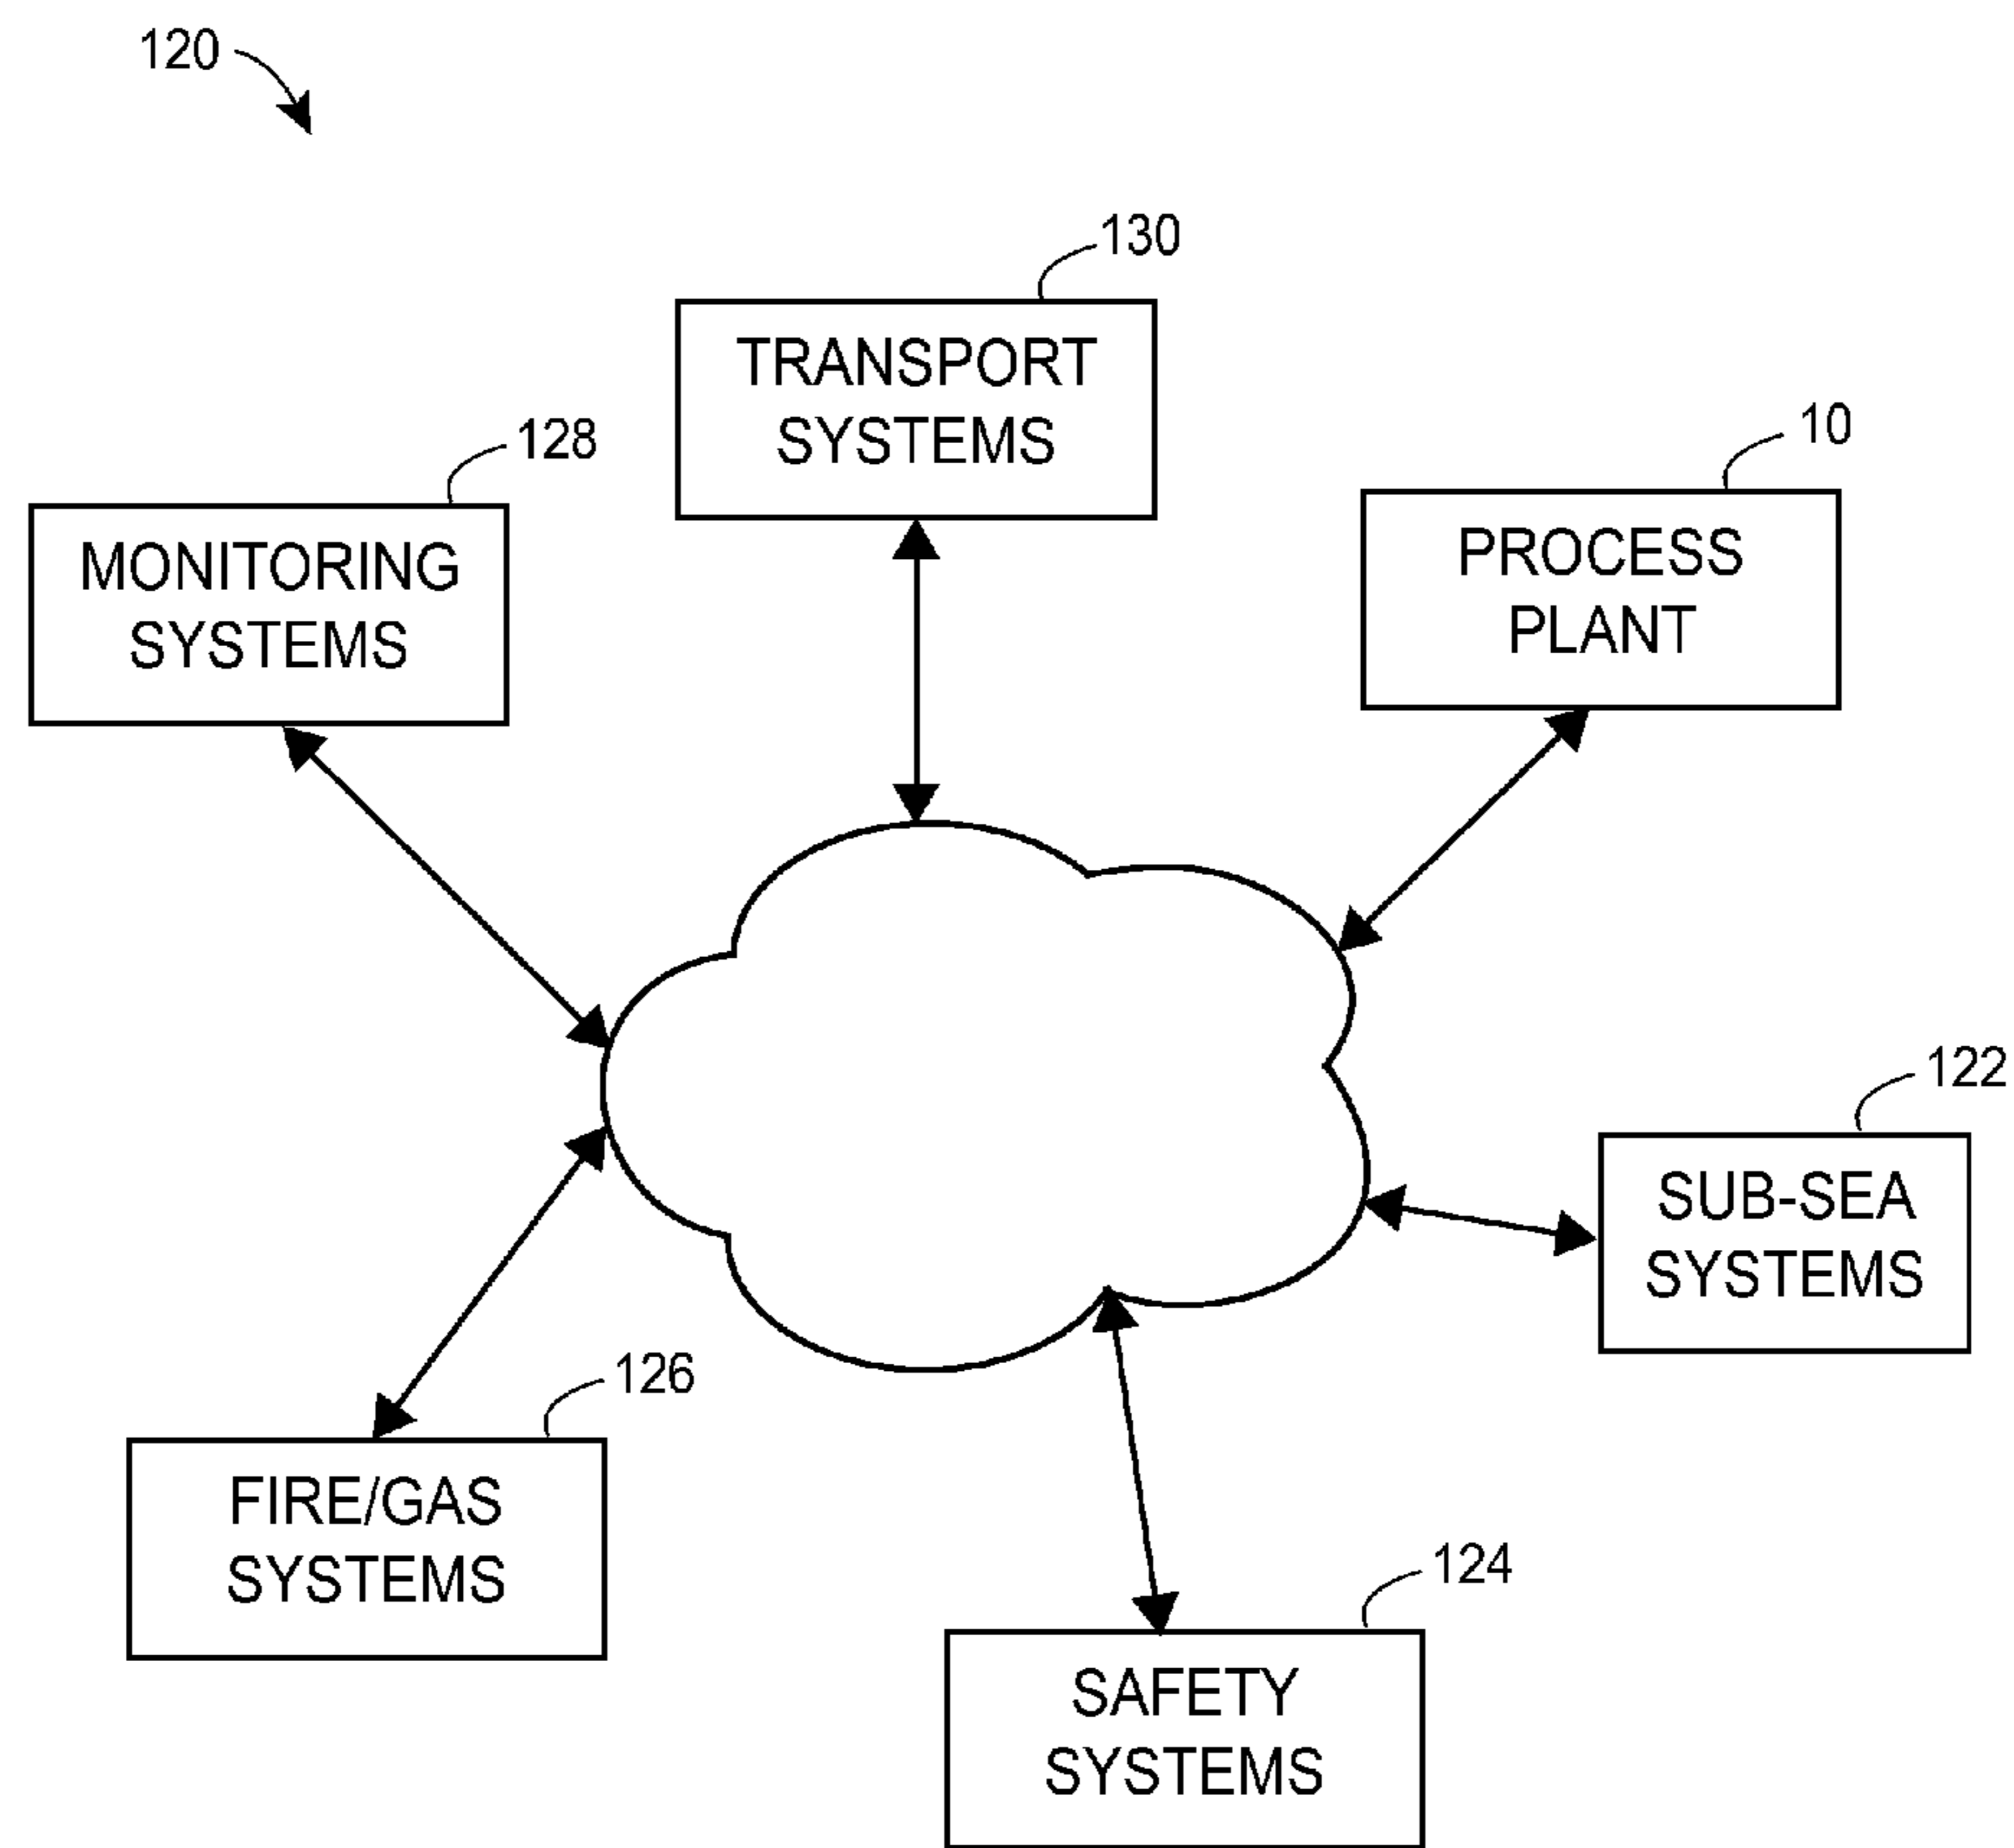 120
130
TRANSPORT
SYSTEMS
128
MONITORING
SYSTEMS
10
PROCESS
PLANT
122
SUB-SEA
SYSTEMS
126
FIRE/GAS
SYSTEMS
124
SAFETY
SYSTEMS